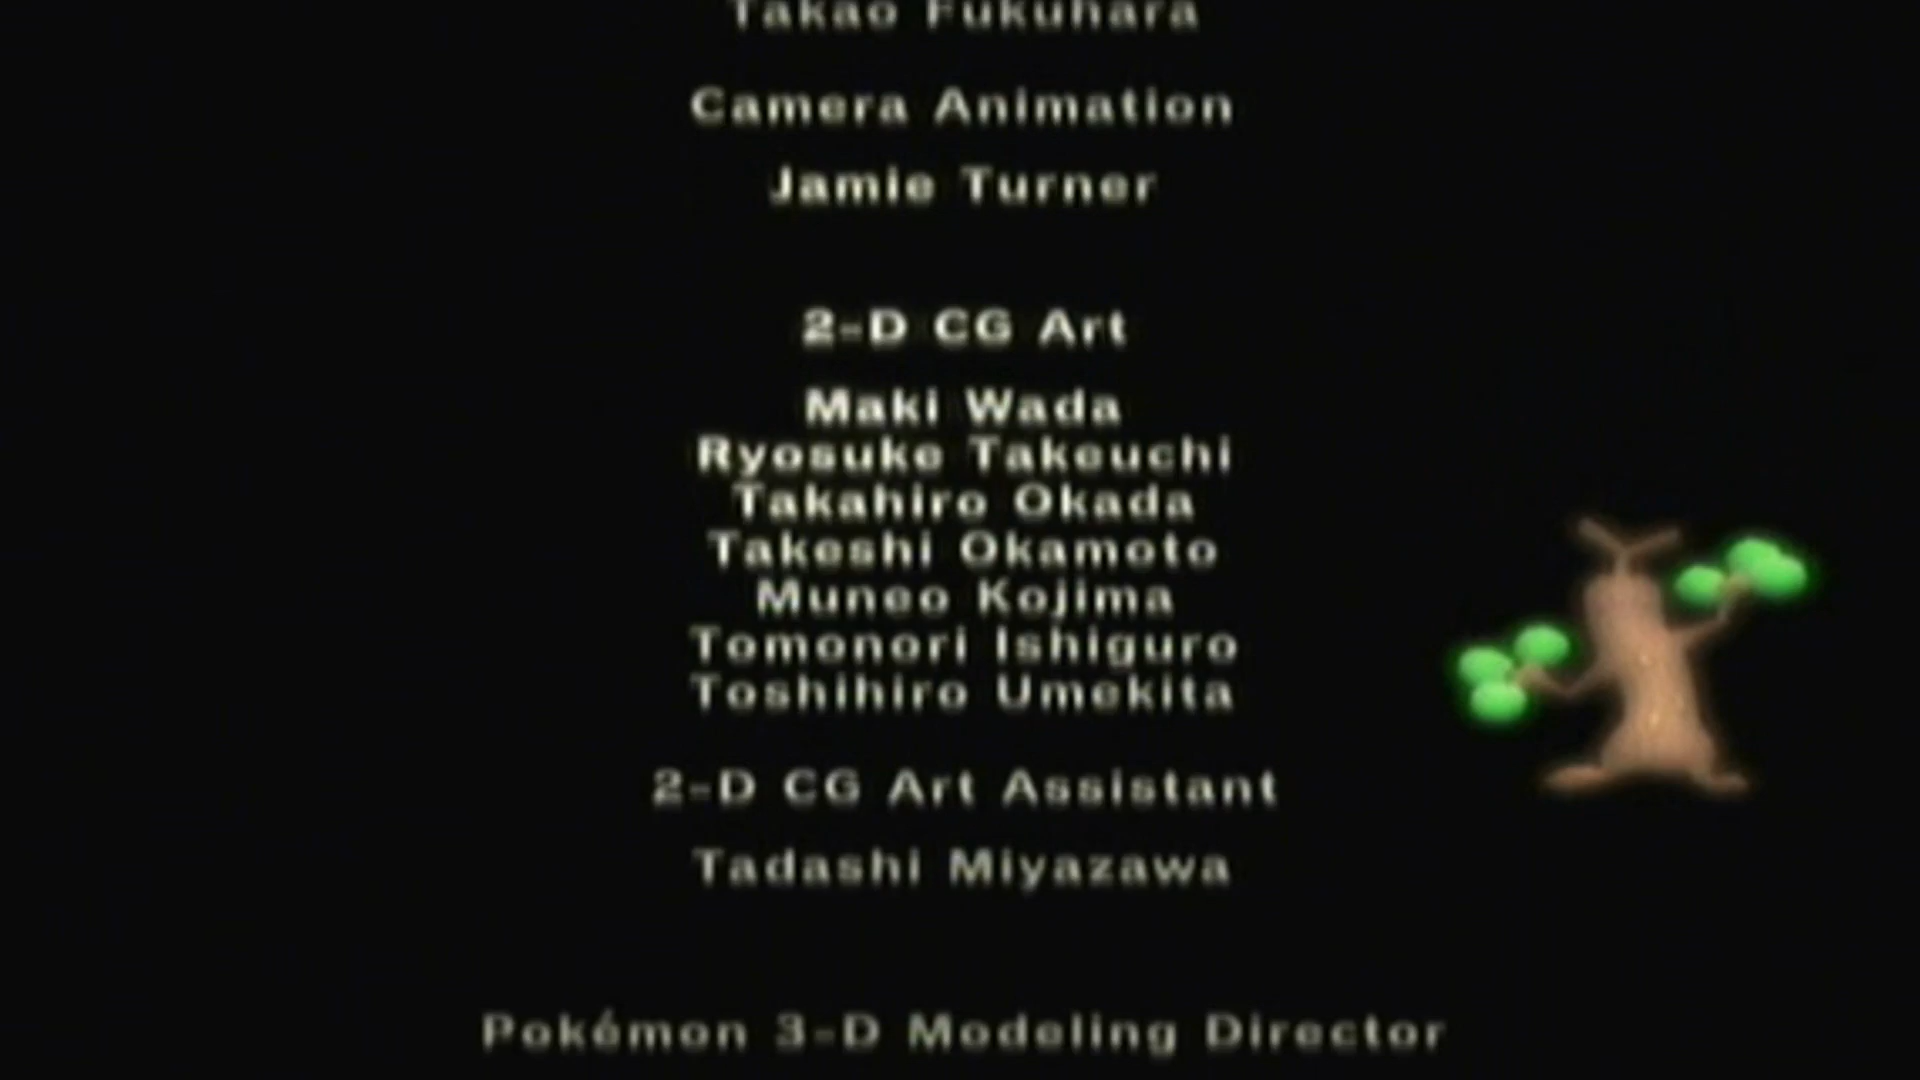 Takao Fukuhara
Camera Animation
Jamie Turner
2-D CG Art
Maki Wada
Ryosuke Takeuchi
Takahiro Okada
Takeshi Okamoto
Muneo Kojima
Tomonori Ishiguro
Toshihiro Umekita
2-D CG Art Assistant
Tadashi Miyazawa
Pokémon 3-D Modeling Director